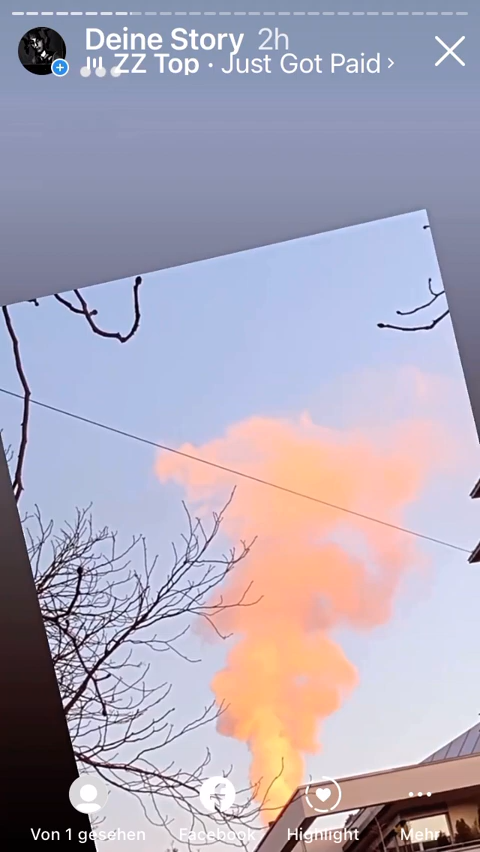 Deine Story 2h
ZZ Top · Just Got Paid ›
Von 1 gesehen Facebook Highlight Mehr